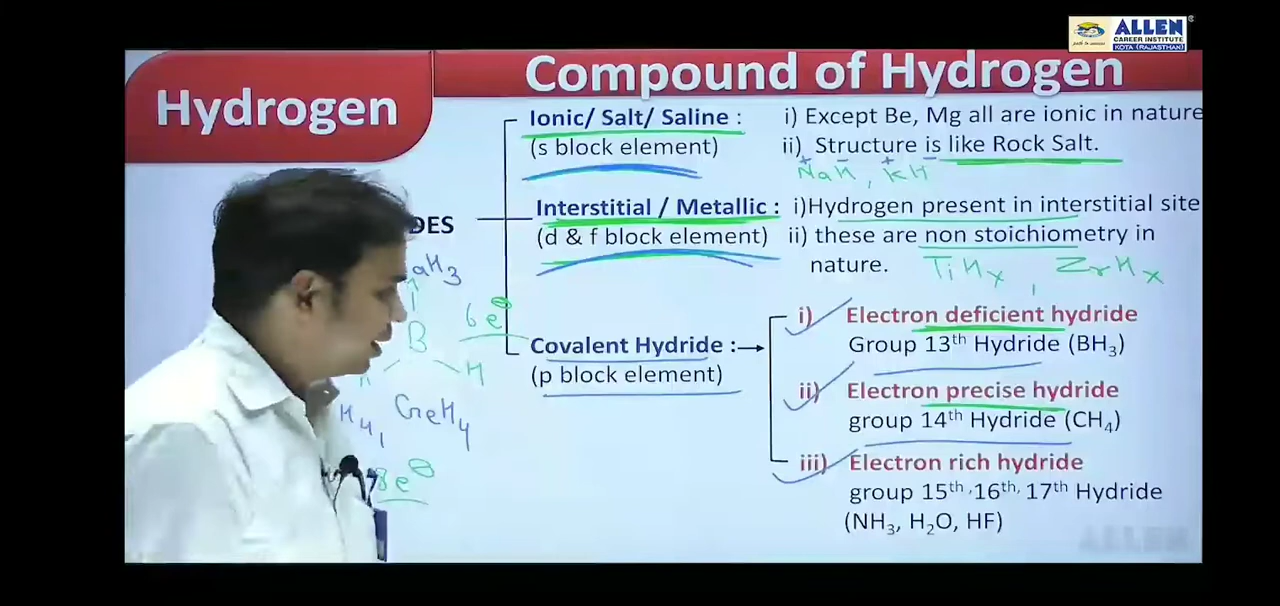 ALLEN
CAREER INSTITUTE
KOTA (RAJASTHAN)
Compound of Hydrogen
Hydrogen
Ionic/ Salt/ Saline :
(s block element)
i) Except Be, Mg all are ionic in nature
ii) Structure is like Rock Salt.
Na⁺H⁻, K⁺H⁻
Interstitial / Metallic :
(d & f block element)
i)Hydrogen present in interstitial site
ii) these are non stoichiometry in
nature.
TiHx, ZrHx
DES
aH₃
6e⊖
B
H
H₄, GeH₄
8e⊖
Covalent Hydride :
(p block element)
i) Electron deficient hydride
Group 13ᵗʰ Hydride (BH₃)
ii) Electron precise hydride
group 14ᵗʰ Hydride (CH₄)
iii) Electron rich hydride
group 15ᵗʰ, 16ᵗʰ, 17ᵗʰ Hydride
(NH₃, H₂O, HF)
ALLEN